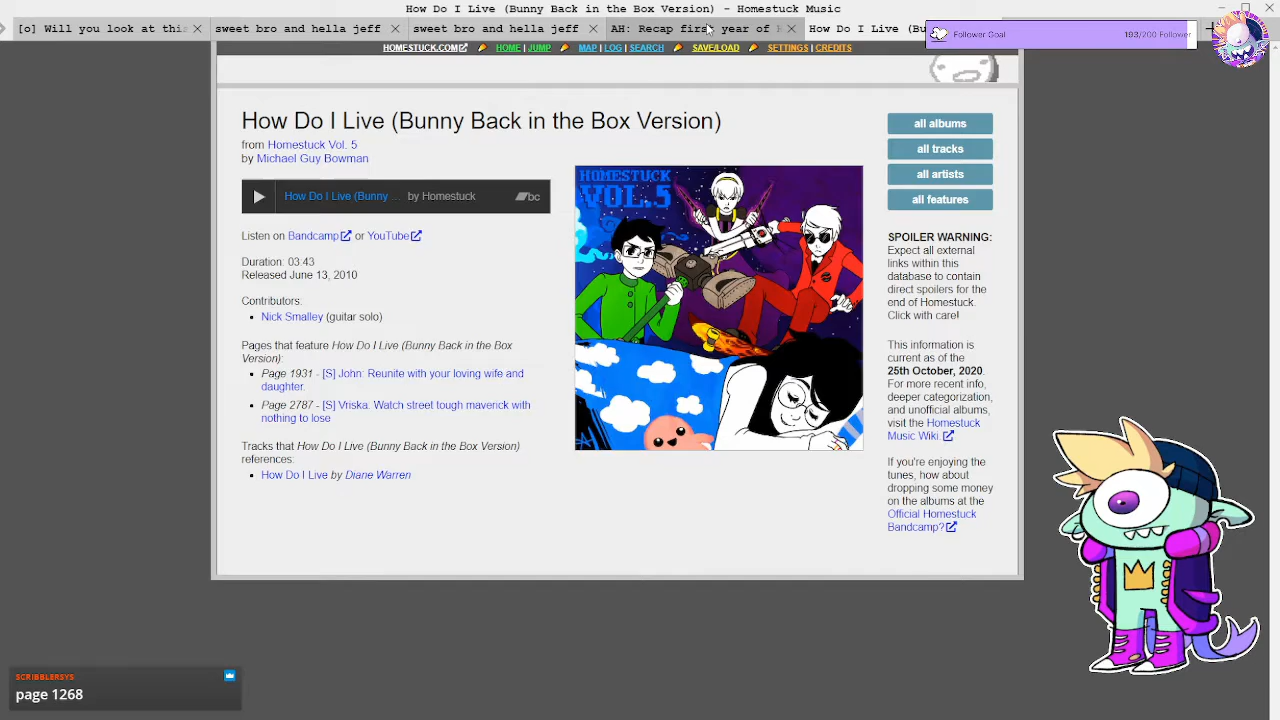 How Do I Live (Bunny Back in the Box Version) - Homestuck Music
[o] Will you look at this
sweet bro and hella jeff
sweet bro and hella jeff
AH: Recap first year of
How Do I Live (Bu
Follower Goal
193/200 Follower
HOMESTUCK.COM HOME | JUMP MAP | LOG | SEARCH SAVE/LOAD SETTINGS | CREDITS
How Do I Live (Bunny Back in the Box Version)
from Homestuck Vol. 5
by Michael Guy Bowman
How Do I Live (Bunny ... by Homestuck bc
Listen on Bandcamp or YouTube
Duration: 03:43
Released June 13, 2010
Contributors:
Nick Smalley (guitar solo)
Pages that feature How Do I Live (Bunny Back in the Box
Version):
Page 1931 - [S] John: Reunite with your loving wife and
daughter.
Page 2787 - [S] Vriska: Watch street tough maverick with
nothing to lose
Tracks that How Do I Live (Bunny Back in the Box Version)
references:
How Do I Live by Diane Warren
HOMESTUCK
VOL.5
all albums
all tracks
all artists
all features
SPOILER WARNING:
Expect all external
links within this
database to contain
direct spoilers for the
end of Homestuck.
Click with care!
This information is
current as of the
25th October, 2020.
For more recent info,
deeper categorization,
and unofficial albums,
visit the Homestuck
Music Wiki.
If you're enjoying the
tunes, how about
dropping some money
on the albums at the
Official Homestuck
Bandcamp?
SCRIBBLERSYS
page 1268